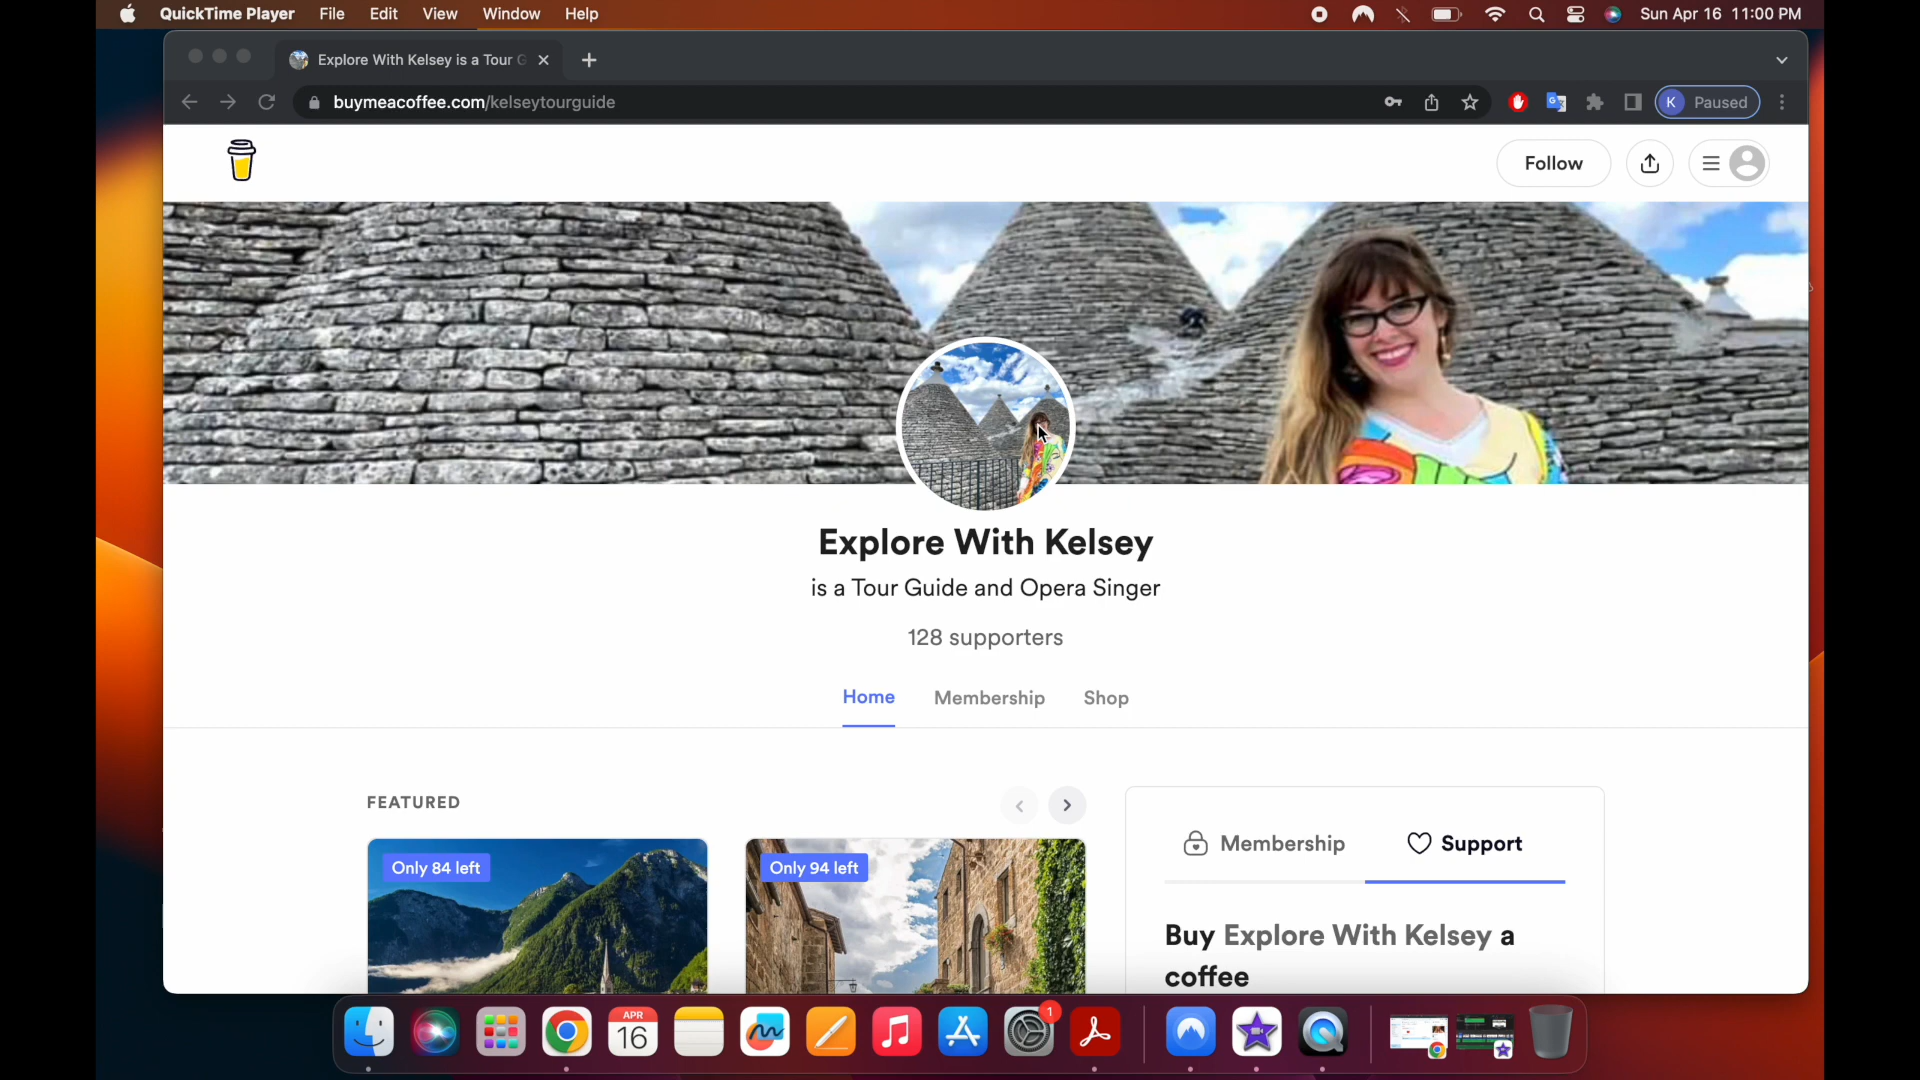 QuickTime Player File Edit View Window Help Sun Apr 16 11:00 PM
Explore With Kelsey is a Tour G
buymeacoffee.com/kelseytourguide K Paused
Follow
Explore With Kelsey
is a Tour Guide and Opera Singer
128 supporters
Home Membership Shop
FEATURED
Only 84 left
Only 94 left
Membership Support
Buy Explore With Kelsey a
coffee
APR
16
1